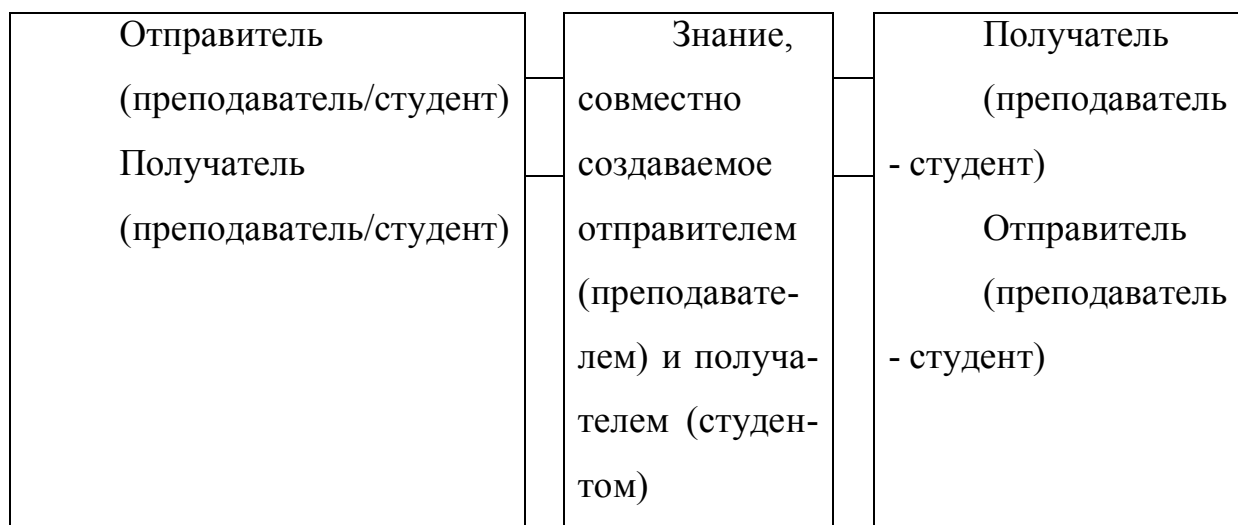 Отправитель
(преподаватель/студент)
Получатель
(преподаватель/студент)
Знание,
совместно
создаваемое
отправителем
(преподавате-
лем) и получа-
телем (студен-
том)
Получатель
(преподаватель
- студент)
Отправитель
(преподаватель
- студент)